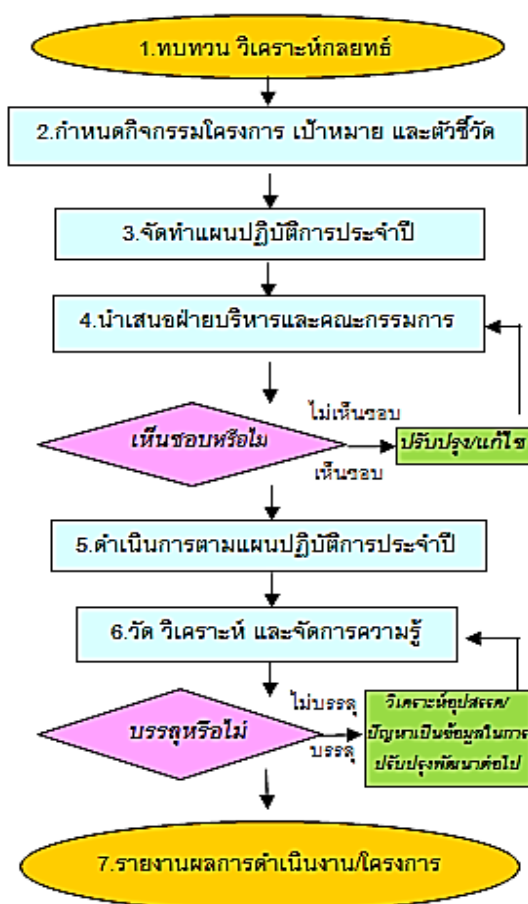 1.ทบทวน วิเคราะห์กลยทธ์
2.กำหนดกิจกรรมโครงการ เป้าหมาย และตัวชี้วัด
3.จัดทำแผนปฏิบัติการประจำปี
4.นำเสนอฝ่ายบริหารและคณะกรรมการ
ไม่เห็นชอบ
เห็นชอบหรือไม่
ปรับปรุง/แก้ไข
เห็นชอบ
5.ดำเนินการตามแผนปฏิบัติการประจำปี
6.วัด วิเคราะห์ และจัดการความรู้
ไม่บรรลุ
บรรลุหรือไม่
บรรลุ
วิเคราะห์อุปสรรค/
ปัญหาเป็นข้อมูลในการ
ปรับปรุงพัฒนาต่อไป
7.รายงานผลการดำเนินงาน/โครงการ